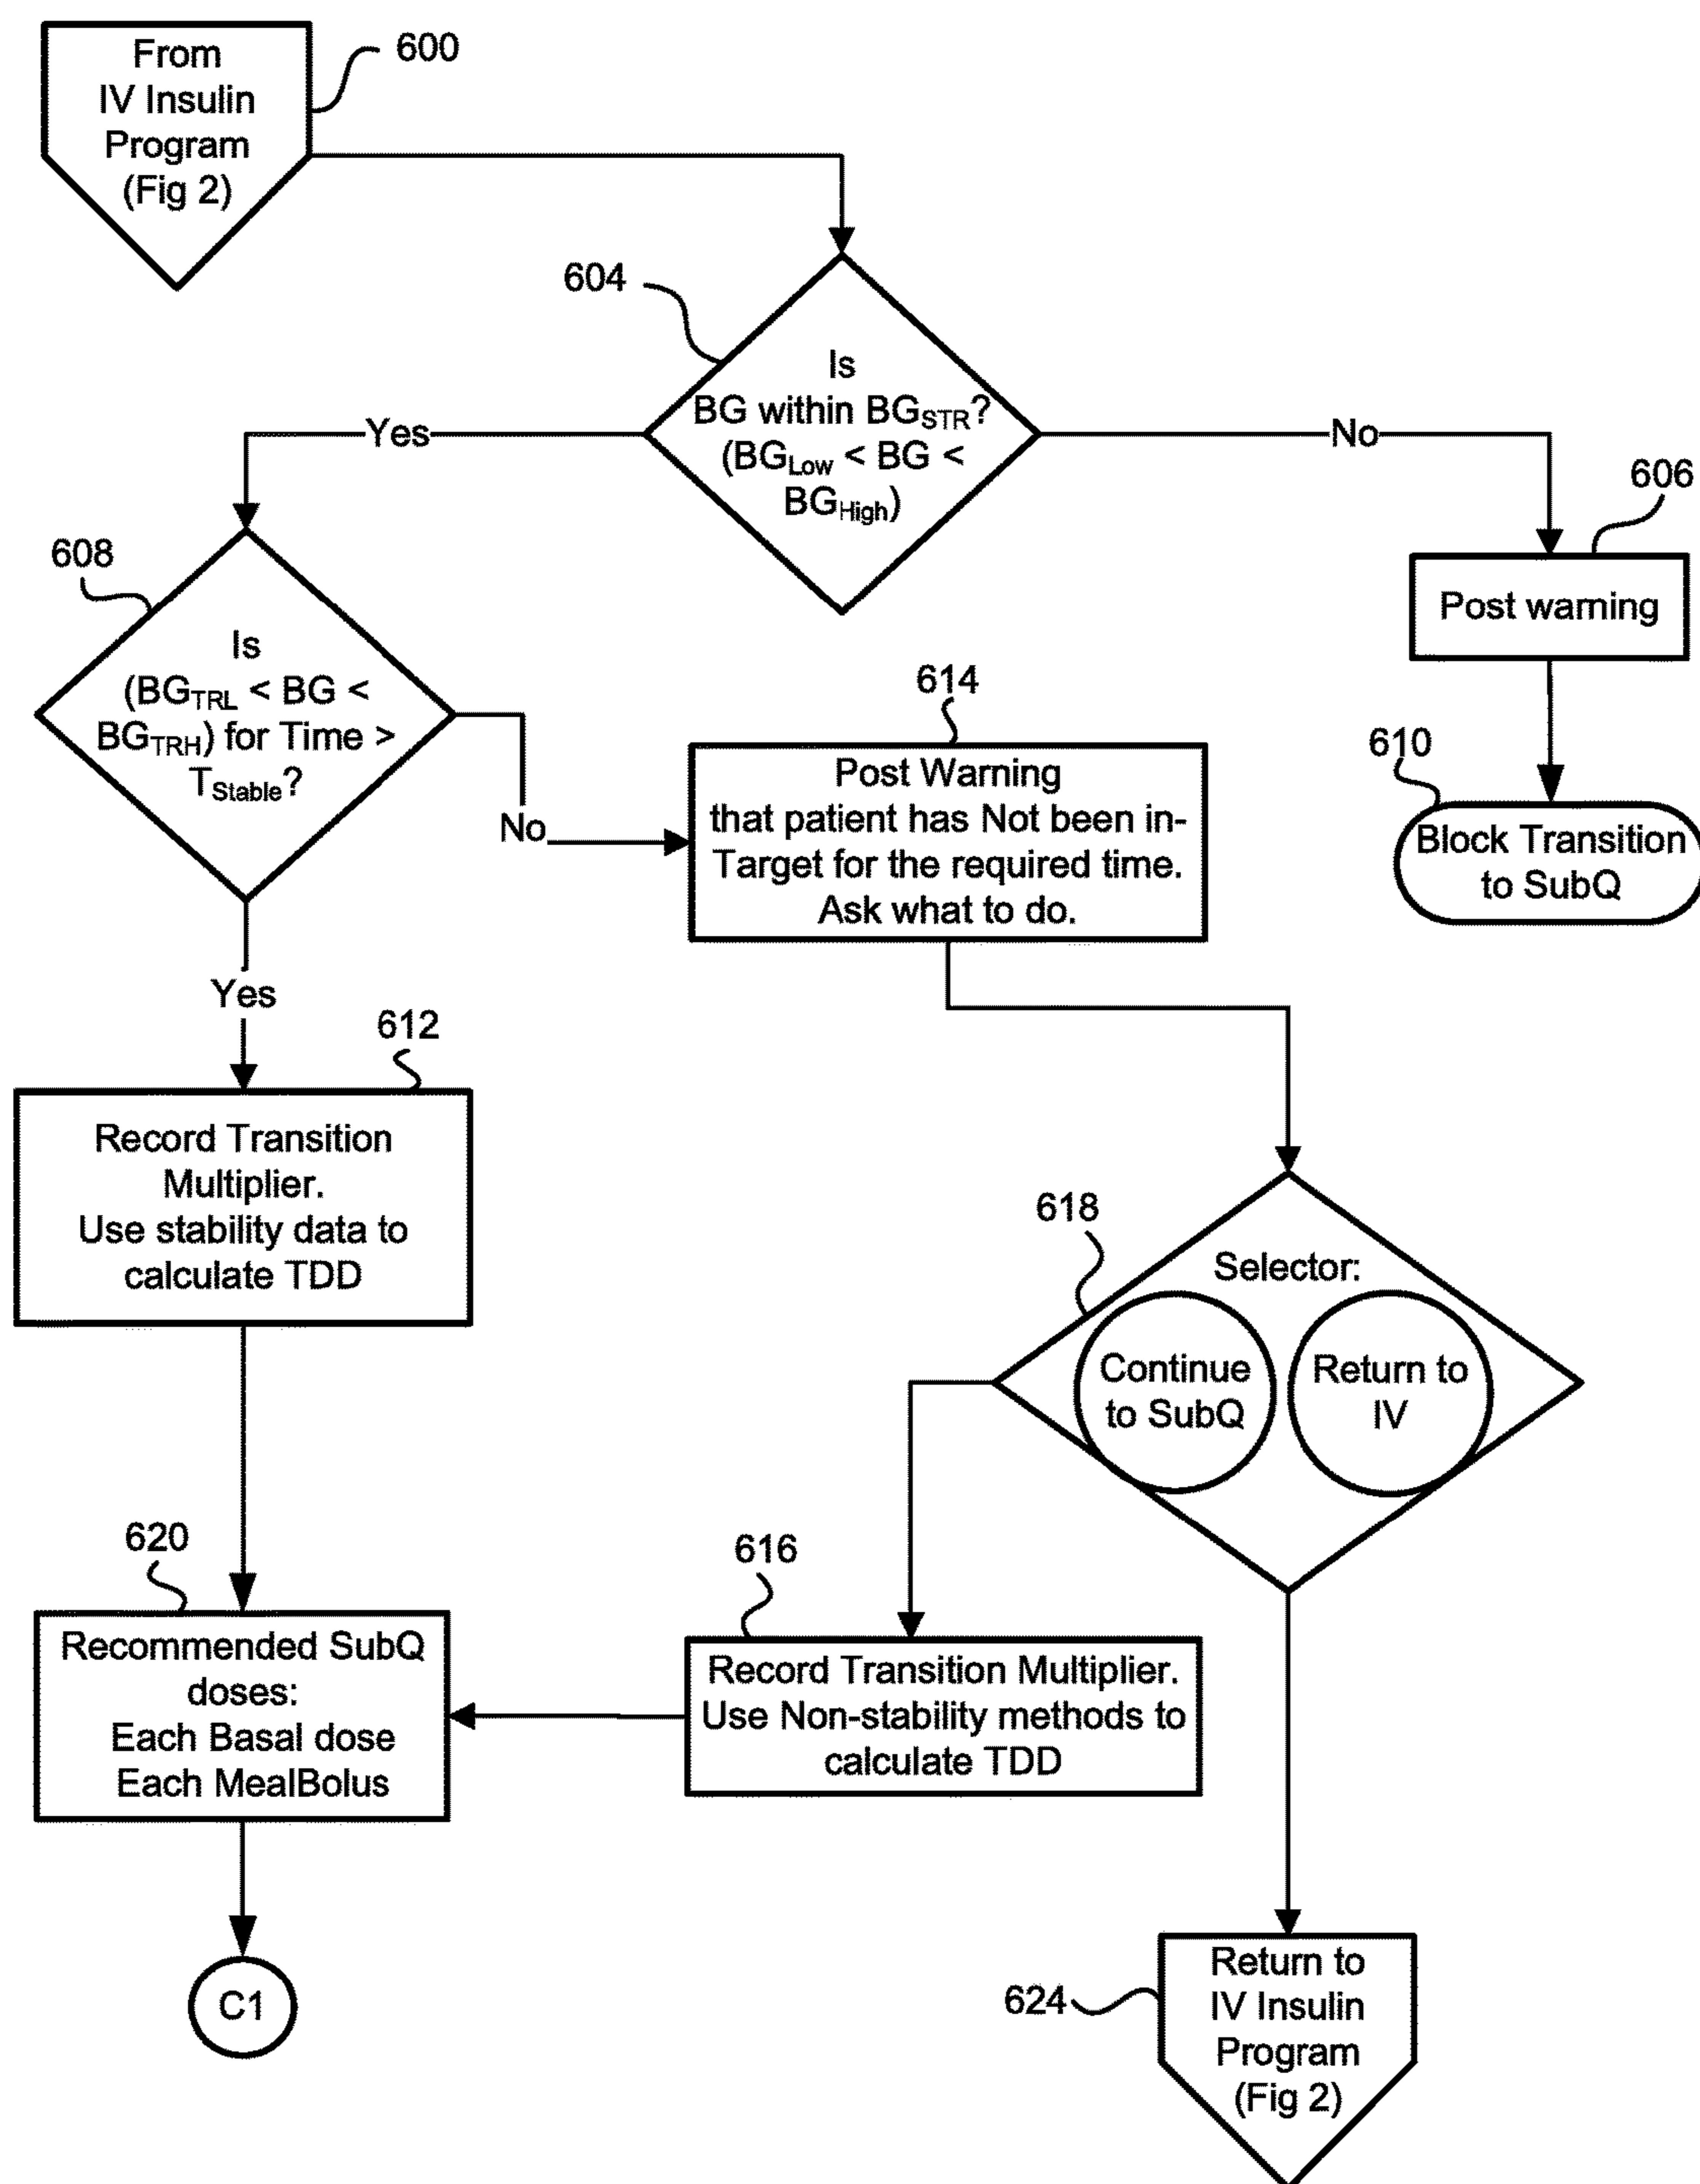 From
IV Insulin
Program
(Fig 2)
600
604
Is
BG within BGSTR?
(BGLow < BG <
BGHigh)
Yes
No
606
Post warning
608
Is
(BGTRL < BG <
BGTRH) for Time >
TStable?
No
Yes
614
Post Warning
that patient has Not been in-
Target for the required time.
Ask what to do.
610
Block Transition
to SubQ
612
Record Transition
Multiplier.
Use stability data to
calculate TDD
618
Selector:
Continue
to SubQ
Return to
IV
620
Recommended SubQ
doses:
Each Basal dose
Each MealBolus
616
Record Transition Multiplier.
Use Non-stability methods to
calculate TDD
C1
624
Return to
IV Insulin
Program
(Fig 2)